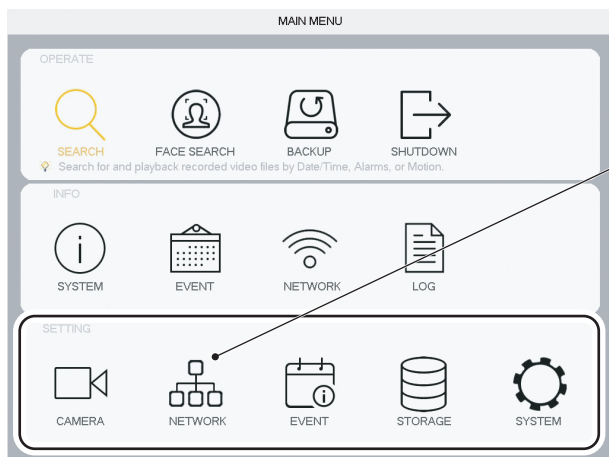 MAIN MENU
OPERATE
SEARCH FACE SEARCH BACKUP SHUTDOWN
Search for and playback recorded video files by Date/Time, Alarms, or Motion.
INFO
SYSTEM EVENT NETWORK LOG
SETTING
CAMERA NETWORK EVENT STORAGE SYSTEM